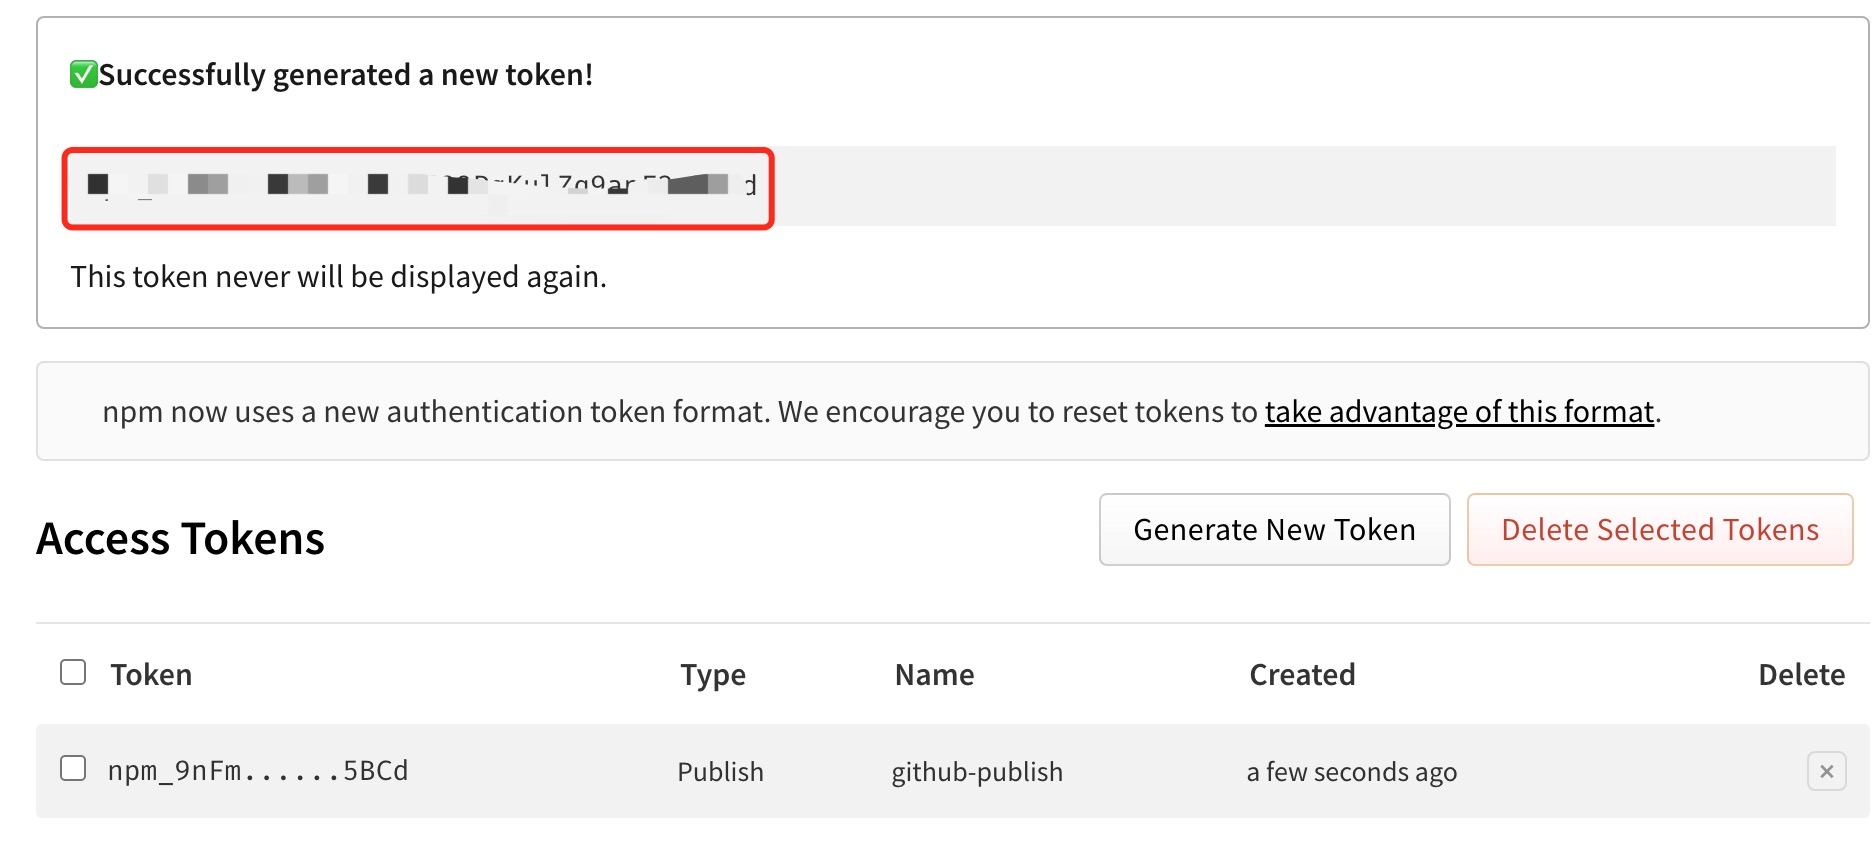 ✅Successfully generated a new token!
This token never will be displayed again.
npm now uses a new authentication token format. We encourage you to reset tokens to take advantage of this format.
Access Tokens
Generate New Token
Delete Selected Tokens
Token Type Name Created Delete
npm_9nFm......5BCd Publish github-publish a few seconds ago ×